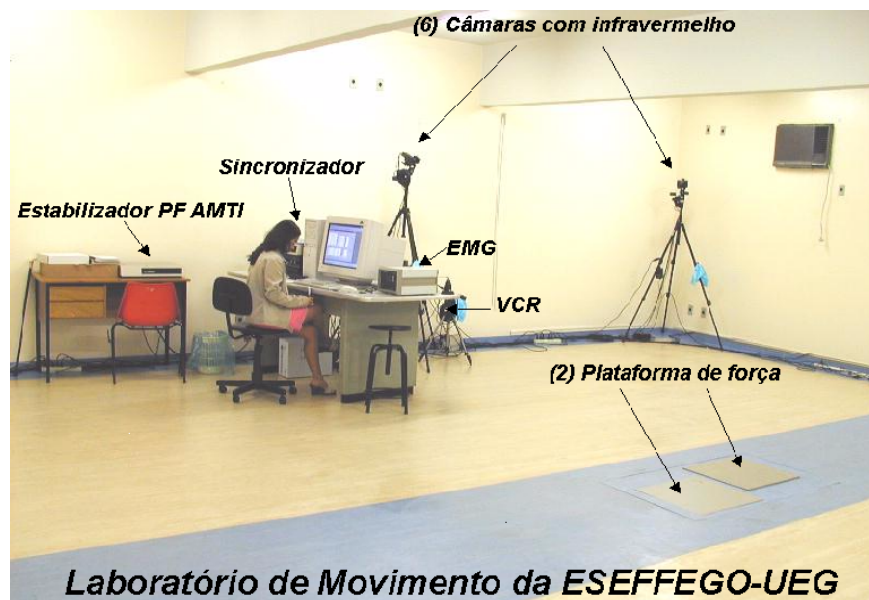 (6) Câmaras com infravermelho
Sincronizador
Estabilizador PF AMTI
EMG
VCR
(2) Plataforma de força
Laboratório de Movimento da ESEFFEGO-UEG